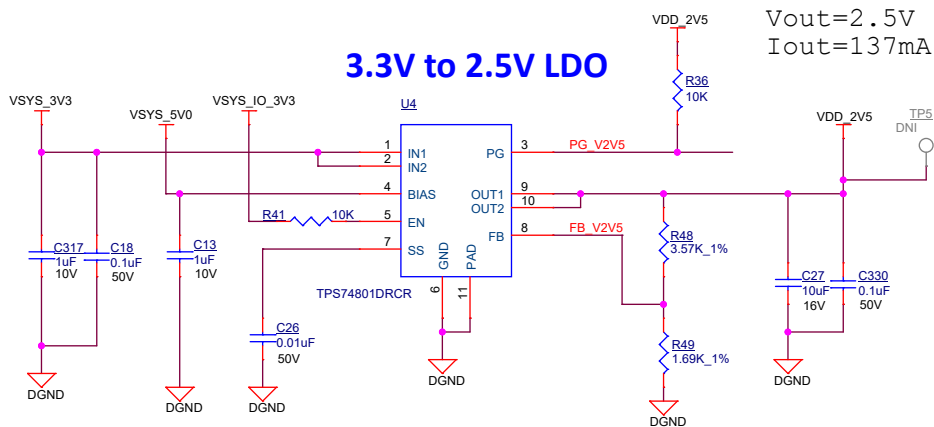 Vout=2.5V
Iout=137mA
3.3V to 2.5V LDO
VDD_2V5
R36
10K
VSYS_3V3
VSYS_5V0
VSYS_IO_3V3
U4
VDD_2V5
TP5
DNI
1 IN1
2 IN2
4 BIAS
5 EN
7 SS
PG 3 PG_V2V5
OUT1 9
OUT2 10
FB 8 FB_V2V5
GND 6
PAD 11
R41 10K
TPS74801DRCR
C317
1uF
10V
C18
0.1uF
50V
C13
1uF
10V
C26
0.01uF
50V
R48
3.57K_1%
R49
1.69K_1%
C27
10uF
16V
C330
0.1uF
50V
DGND
DGND
DGND
DGND
DGND
DGND